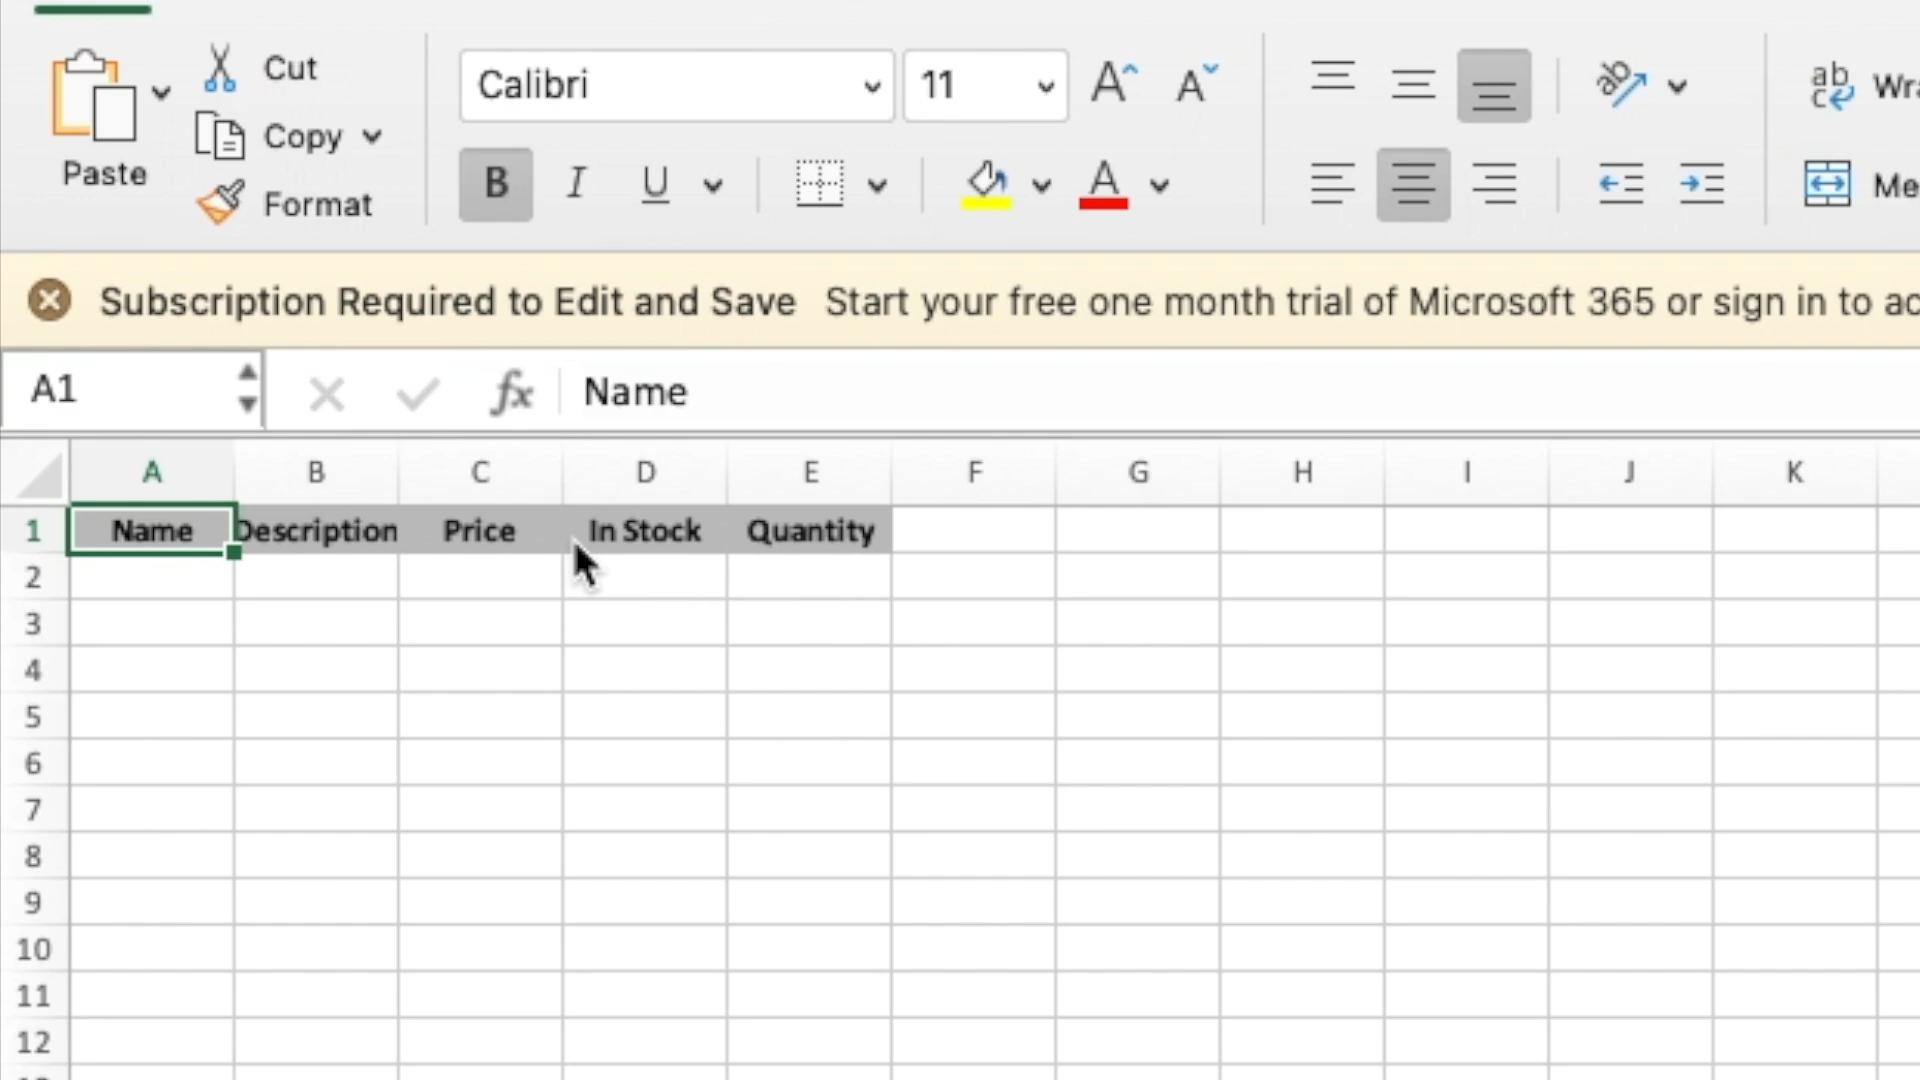 Cut
Calibri 11 A A ab Wr
Copy
Paste B I U A Me
Format
Subscription Required to Edit and Save Start your free one month trial of Microsoft 365 or sign in to ac
A1 fx Name
A B C D E F G H I J K
1 Name Description Price In Stock Quantity
2
3
4
5
6
7
8
9
10
11
12